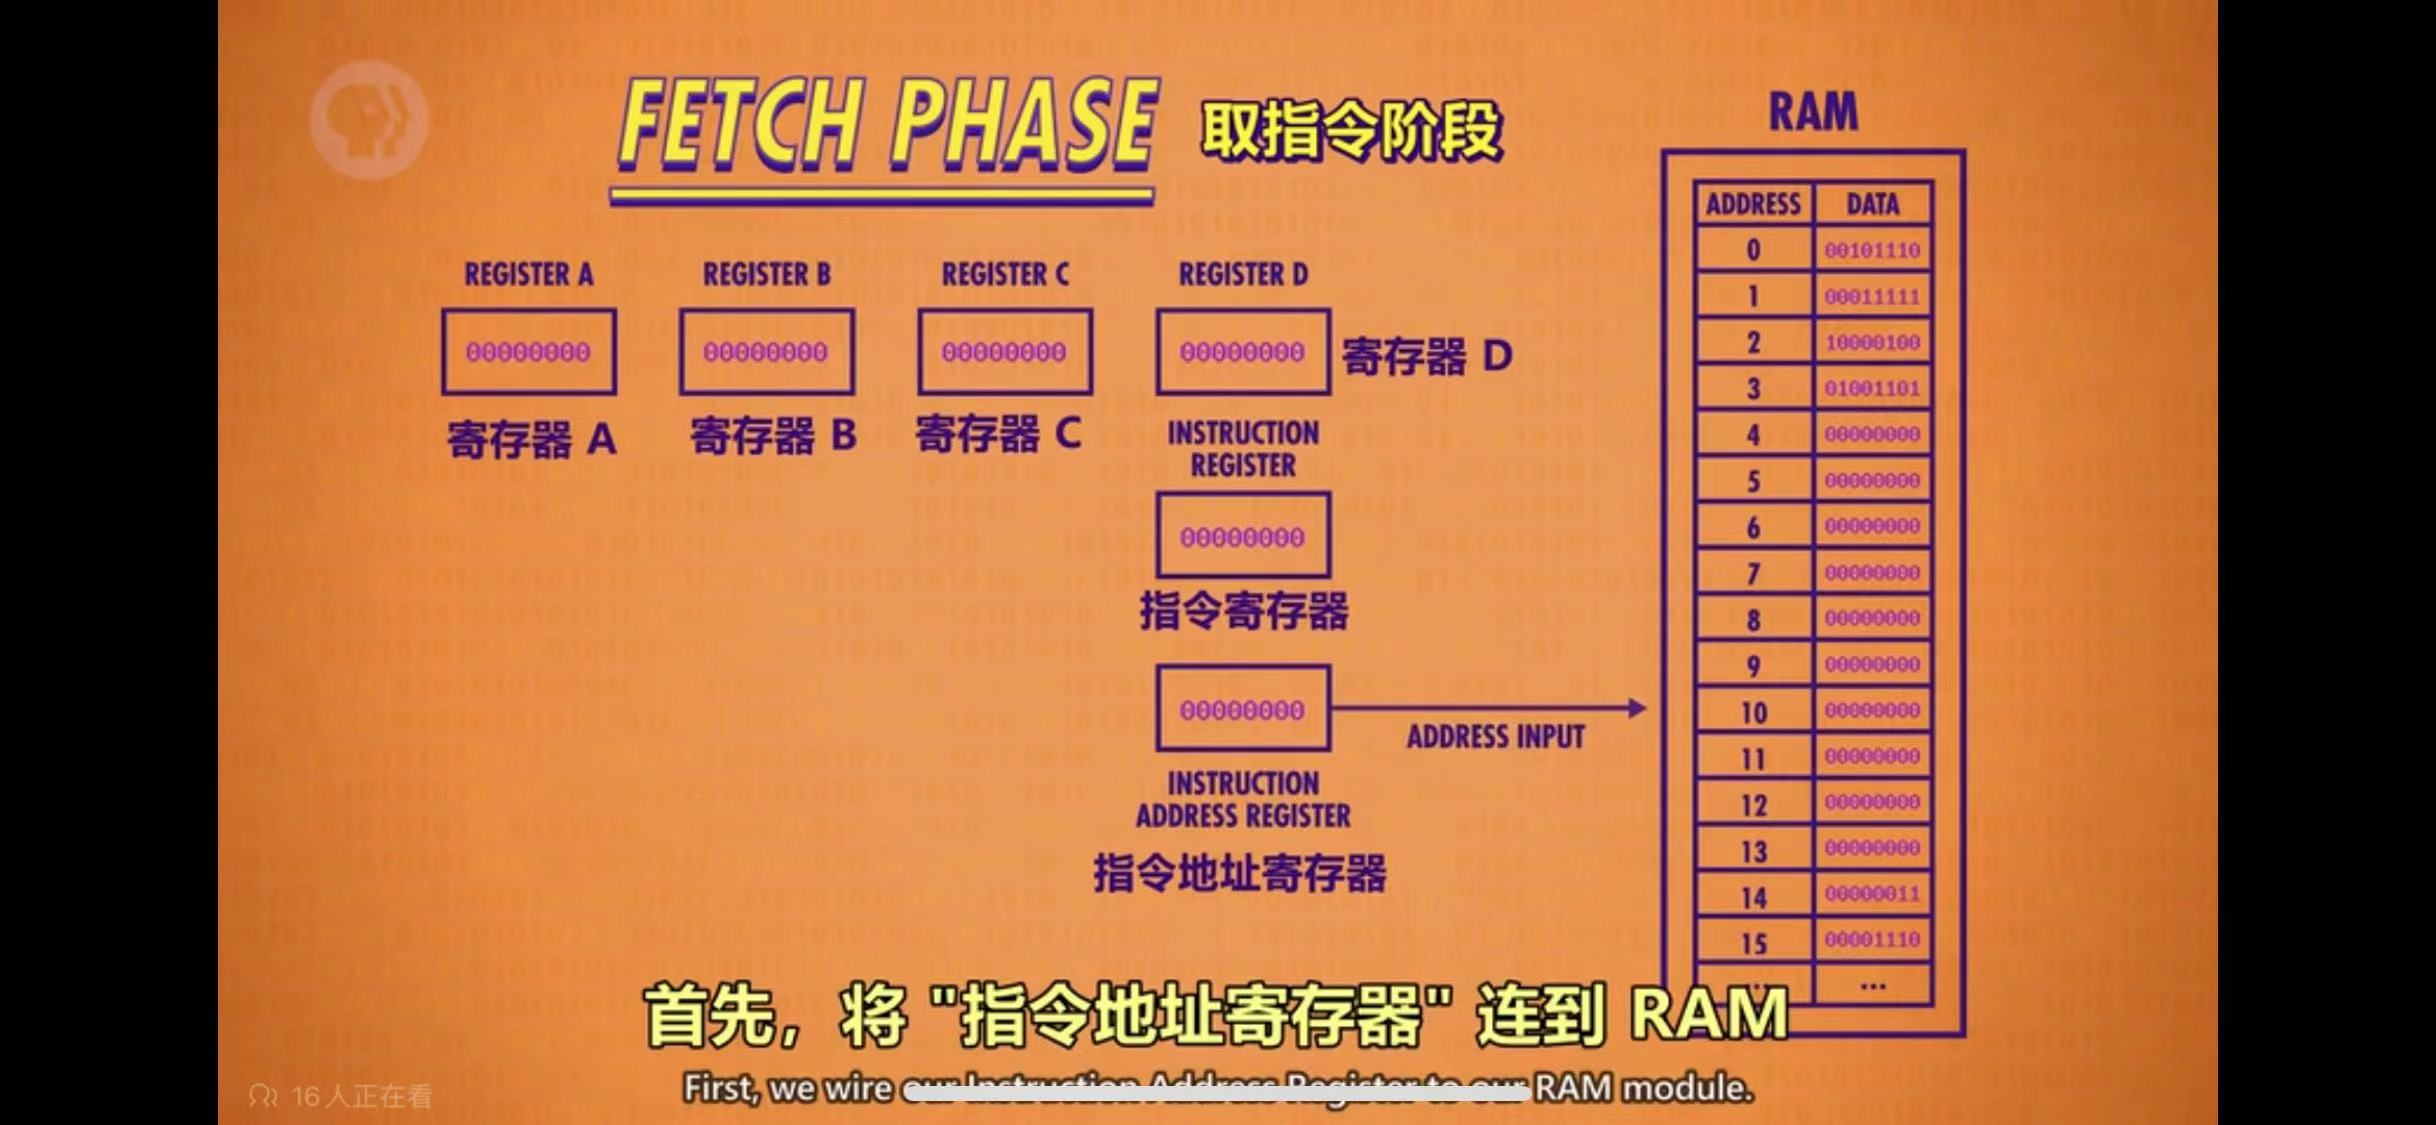 FETCH PHASE 取指令阶段
REGISTER A
00000000
寄存器 A
REGISTER B
00000000
寄存器 B
REGISTER C
00000000
寄存器 C
REGISTER D
00000000
寄存器 D
INSTRUCTION
REGISTER
00000000
指令寄存器
00000000
ADDRESS INPUT
INSTRUCTION
ADDRESS REGISTER
指令地址寄存器
RAM
ADDRESS DATA
0 00101110
1 00011111
2 10000100
3 01001101
4 00000000
5 00000000
6 00000000
7 00000000
8 00000000
9 00000000
10 00000000
11 00000000
12 00000000
13 00000000
14 00000011
15 00001110
... ...
首先，将 "指令地址寄存器" 连到 RAM
First, we wire our Instruction Address Register to our RAM module.
16人正在看